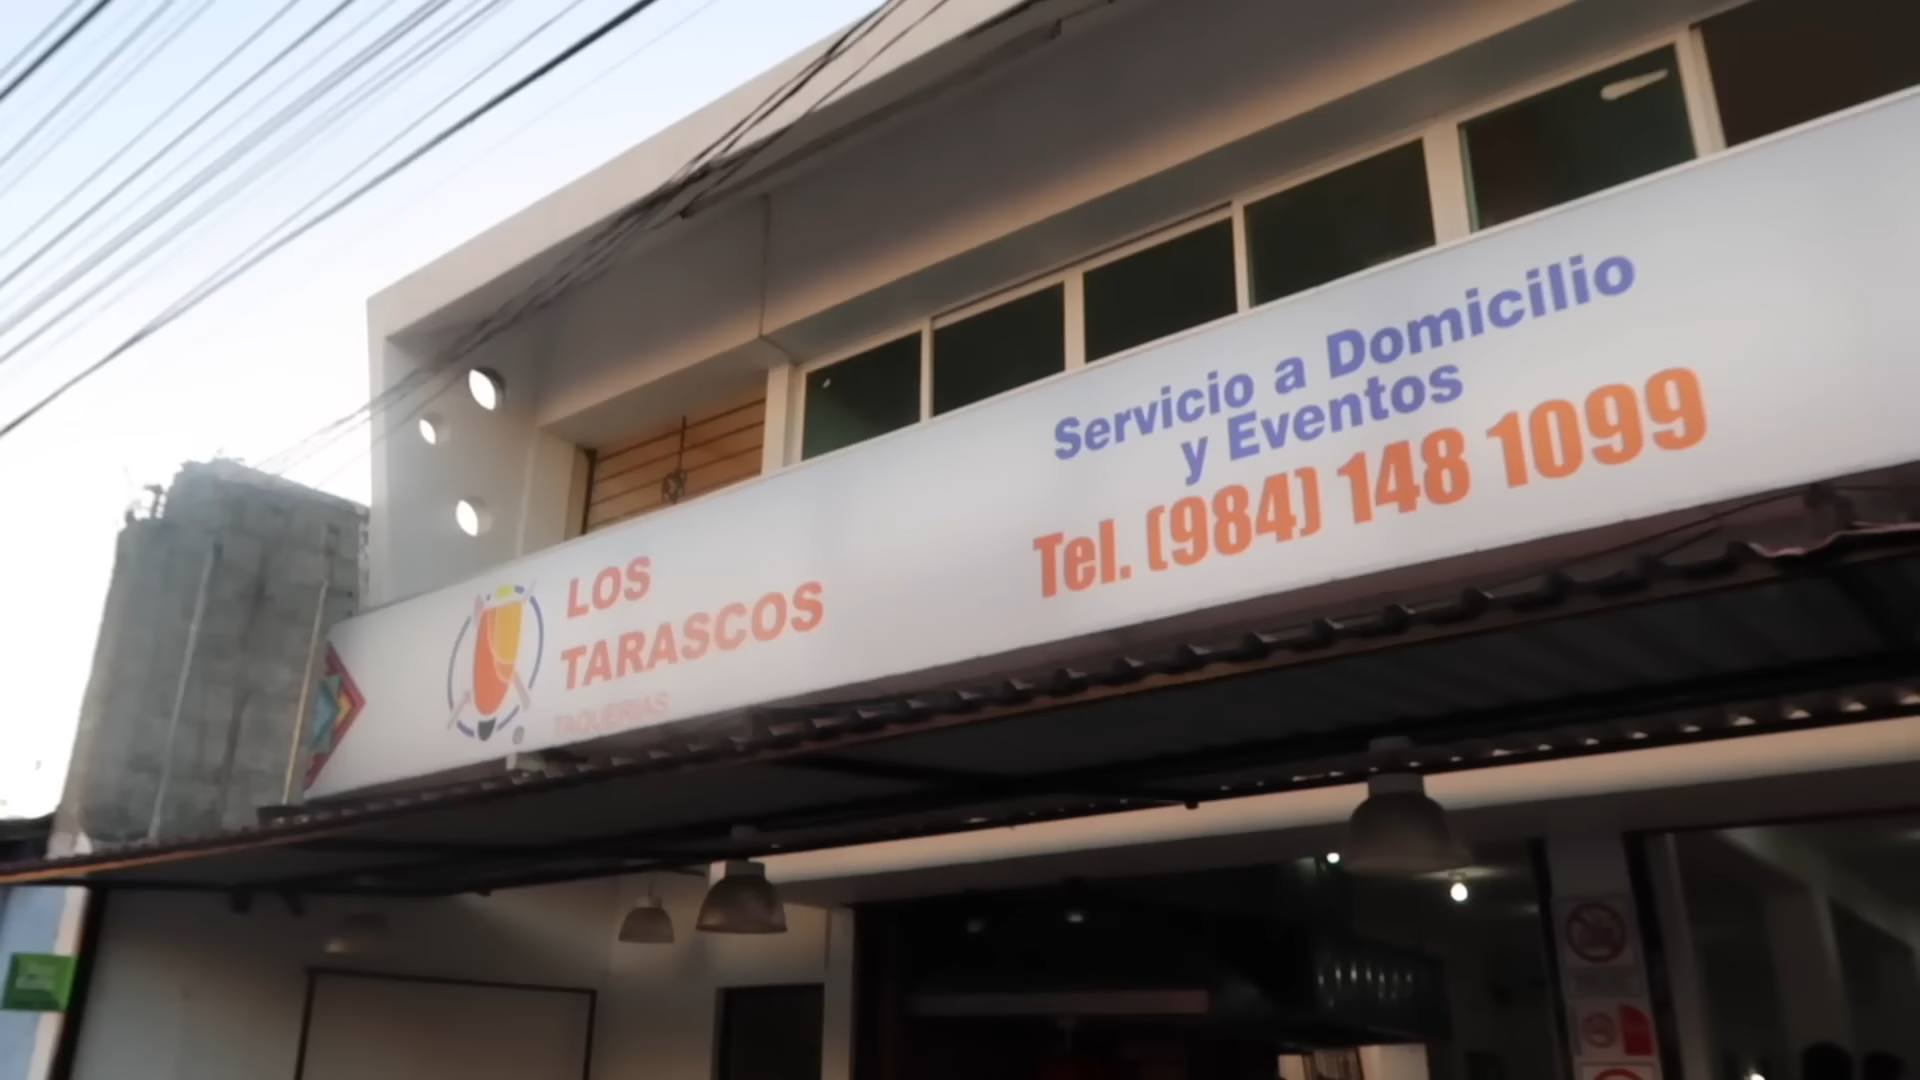 LOS
TARASCOS
TAQUERIAS
Servicio a Domicilio
y Eventos
Tel. (984) 148 1099